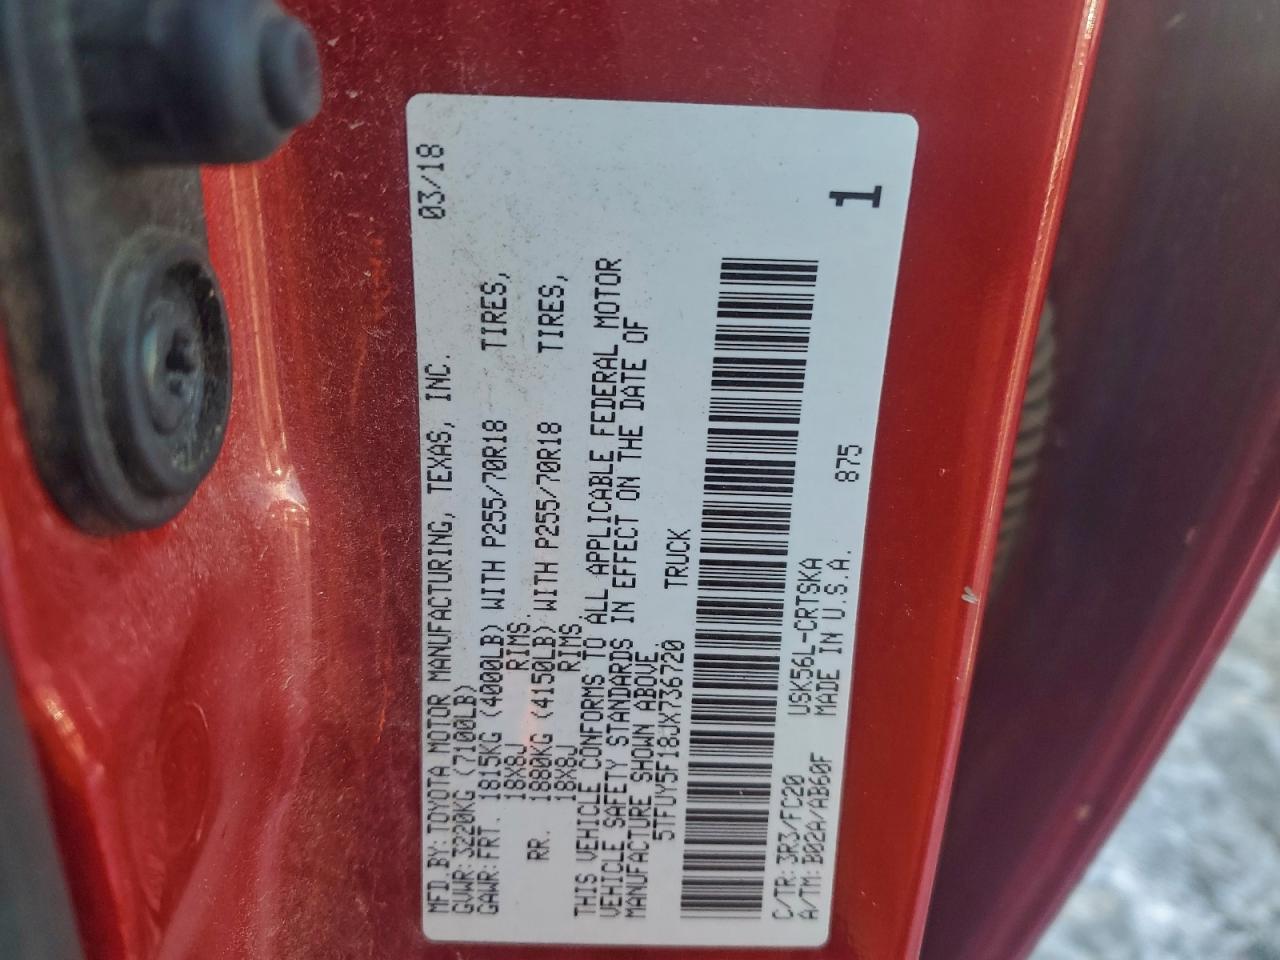 MFD.BY:TOYOTA MOTOR MANUFACTURING, TEXAS, INC. 03/18
GVWR:3220KG (7100LB)
GAWR:FRT. 1815KG (4000LB) WITH P255/70R18 TIRES,
18X8J RIMS.
RR. 1880KG (4150LB) WITH P255/70R18 TIRES,
18X8J RIMS
THIS VEHICLE CONFORMS TO ALL APPLICABLE FEDERAL MOTOR
VEHICLE SAFETY STANDARDS IN EFFECT ON THE DATE OF
MANUFACTURE SHOWN ABOVE.
5TFUY5F18JX736720 TRUCK
C/TR:3R3/FC20 USK56L-CRTSKA
A/TM:B02A/AB60F MADE IN U.S.A. 875
1